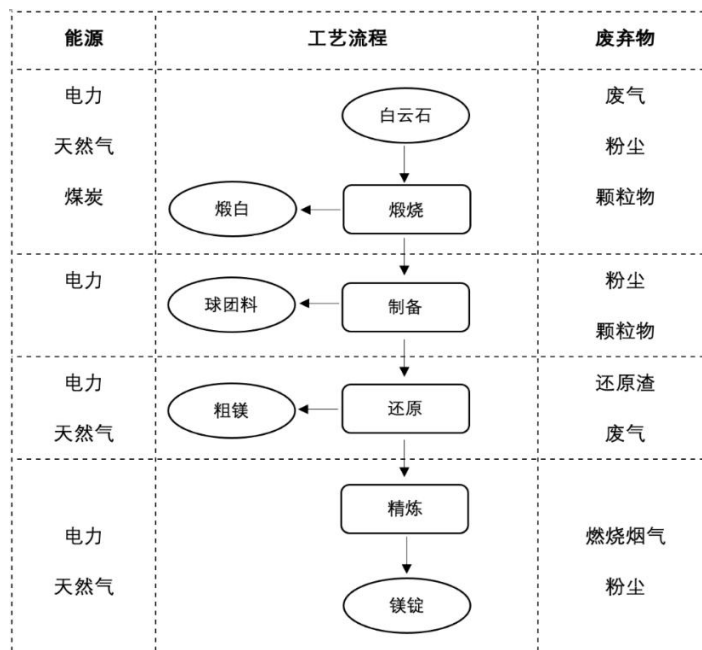 能源
工艺流程
废弃物
电力
天然气
煤炭
白云石
煅烧
煅白
废气
粉尘
颗粒物
电力
制备
球团料
粉尘
颗粒物
电力
天然气
还原
粗镁
还原渣
废气
电力
天然气
精炼
镁锭
燃烧烟气
粉尘